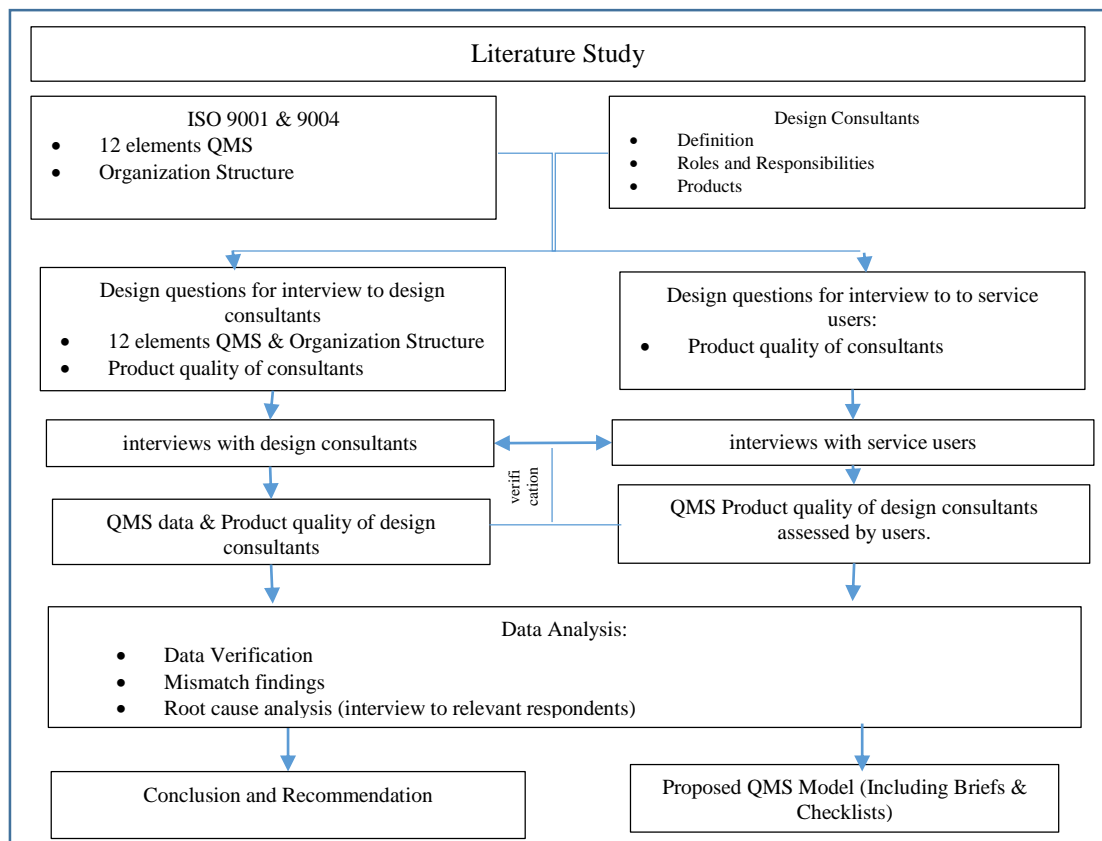 Literature Study
ISO 9001 & 9004
• 12 elements QMS
• Organization Structure
Design Consultants
• Definition
• Roles and Responsibilities
• Products
Design questions for interview to design
consultants
• 12 elements QMS & Organization Structure
• Product quality of consultants
Design questions for interview to to service
users:
• Product quality of consultants
interviews with design consultants
interviews with service users
verifi
cation
QMS data & Product quality of design
consultants
QMS Product quality of design consultants
assessed by users.
Data Analysis:
• Data Verification
• Mismatch findings
• Root cause analysis (interview to relevant respondents)
Conclusion and Recommendation
Proposed QMS Model (Including Briefs &
Checklists)